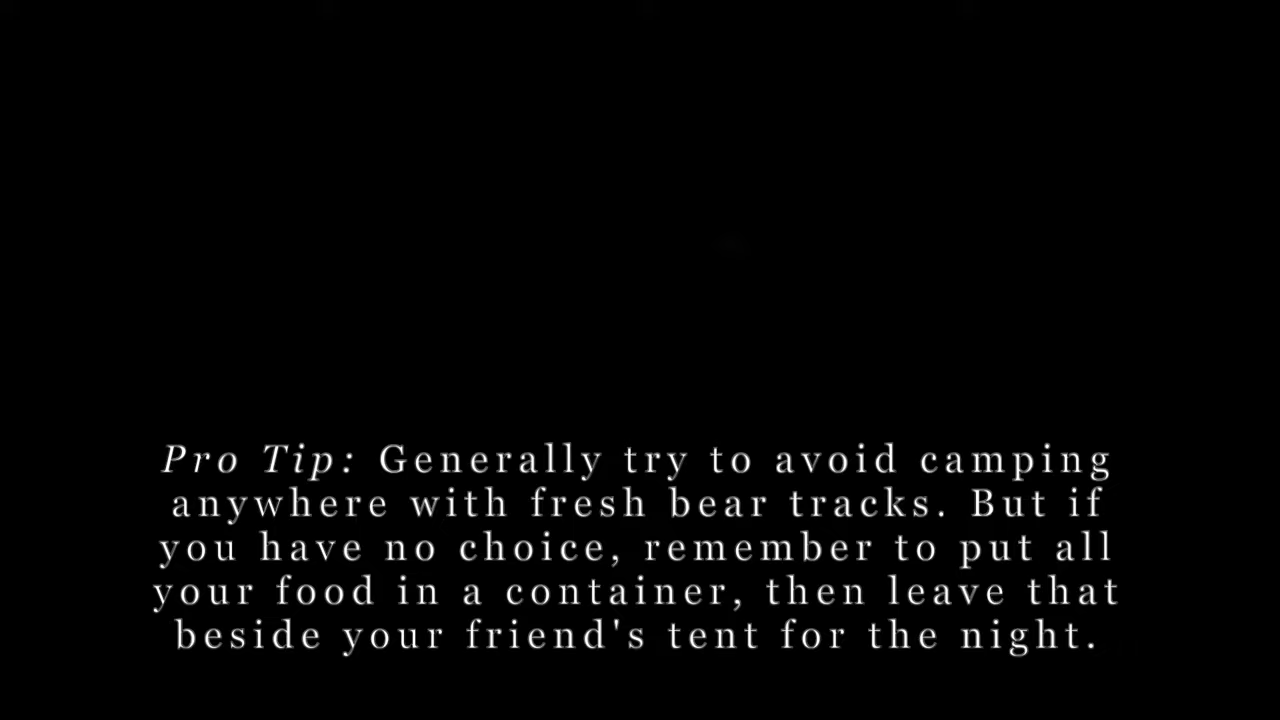 Pro Tip: Generally try to avoid camping
anywhere with fresh bear tracks. But if
you have no choice, remember to put all
your food in a container, then leave that
beside your friend's tent for the night.